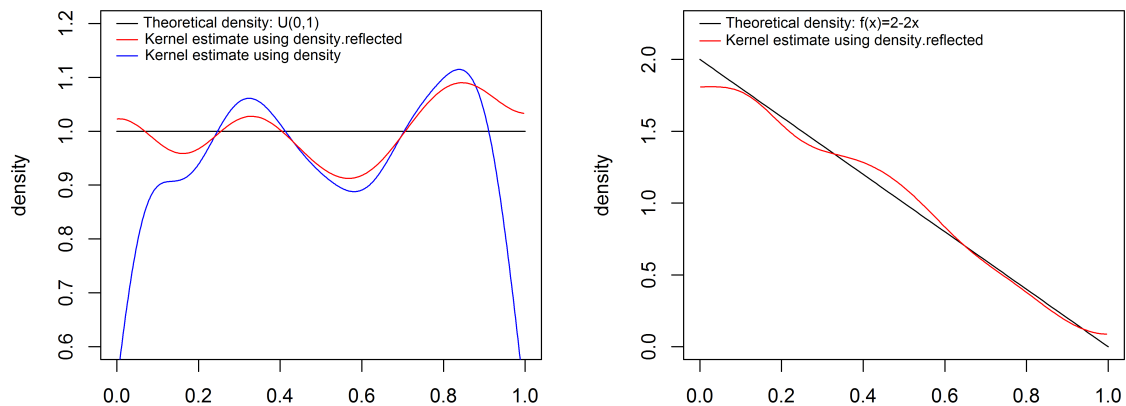 Theoretical density: U(0,1)
Kernel estimate using density.reflected
Kernel estimate using density
density
0.6 0.7 0.8 0.9 1.0 1.1 1.2
0.0 0.2 0.4 0.6 0.8 1.0
Theoretical density: f(x)=2-2x
Kernel estimate using density.reflected
density
0.0 0.5 1.0 1.5 2.0
0.0 0.2 0.4 0.6 0.8 1.0